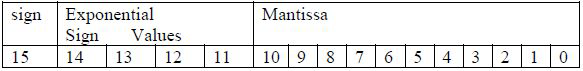 sign Exponential Mantissa
Sign Values
15 14 13 12 11 10 9 8 7 6 5 4 3 2 1 0